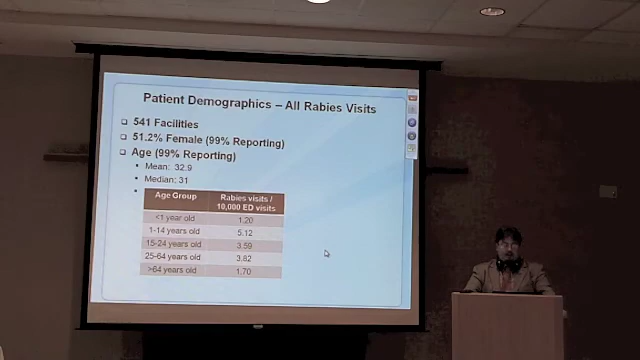 Patient Demographics – All Rabies Visits
541 Facilities
51.2% Female (99% Reporting)
Age (99% Reporting)
Mean: 32.9
Median: 31
Age Group Rabies visits / 10,000 ED visits
<1 year old 1.20
1-14 years old 5.12
15-24 years old 3.59
25-64 years old 3.82
>64 years old 1.70